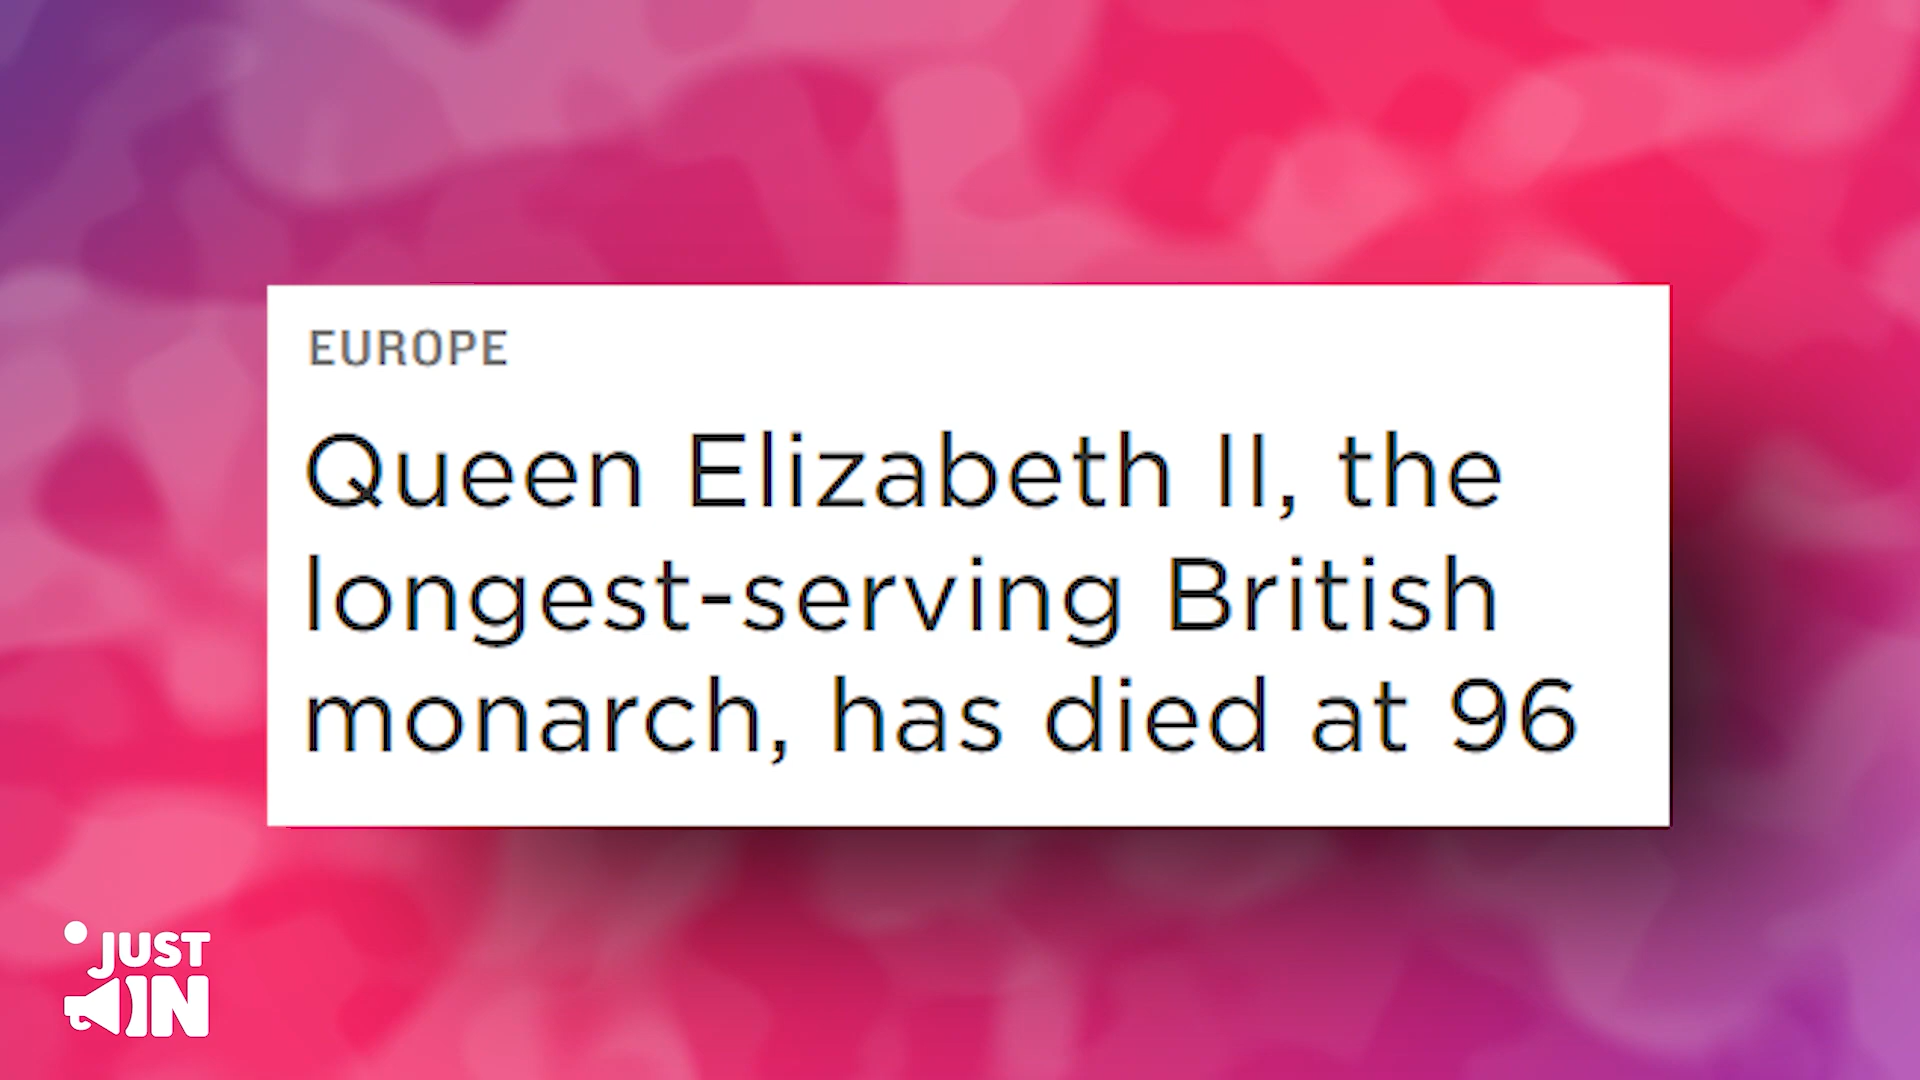 EUROPE
Queen Elizabeth II, the
longest-serving British
monarch, has died at 96
JUST
IN